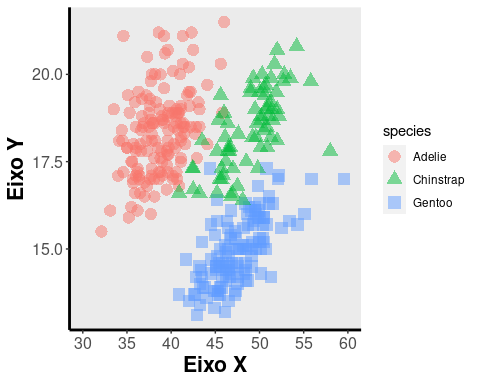 20.0
17.5
15.0
30 35 40 45 50 55 60
Eixo X
Eixo Y
species
Adelie
Chinstrap
Gentoo